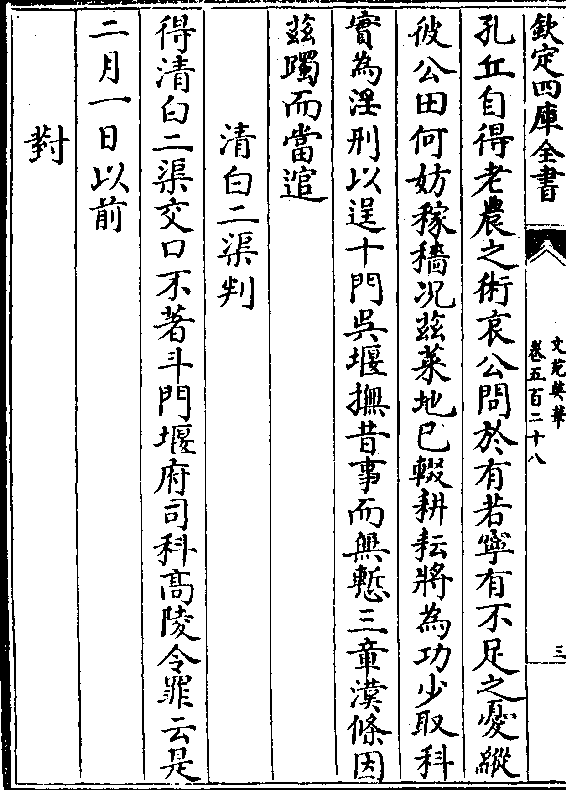 欽定四庫全書
文苑英華
卷五百二十八
三
孔丘自得老農之術哀公問於有若寧有不足之憂縱
彼公田何妨稼穡况兹萊地已輟耕耘將為功少取科
實為淫刑以逞十門吳堰撫昔事而無慙三章漢條因
兹躅而當逭
清白二渠判
得清白二渠交口不著斗門堰府司科高陵令罪云是
二月一日以前
對